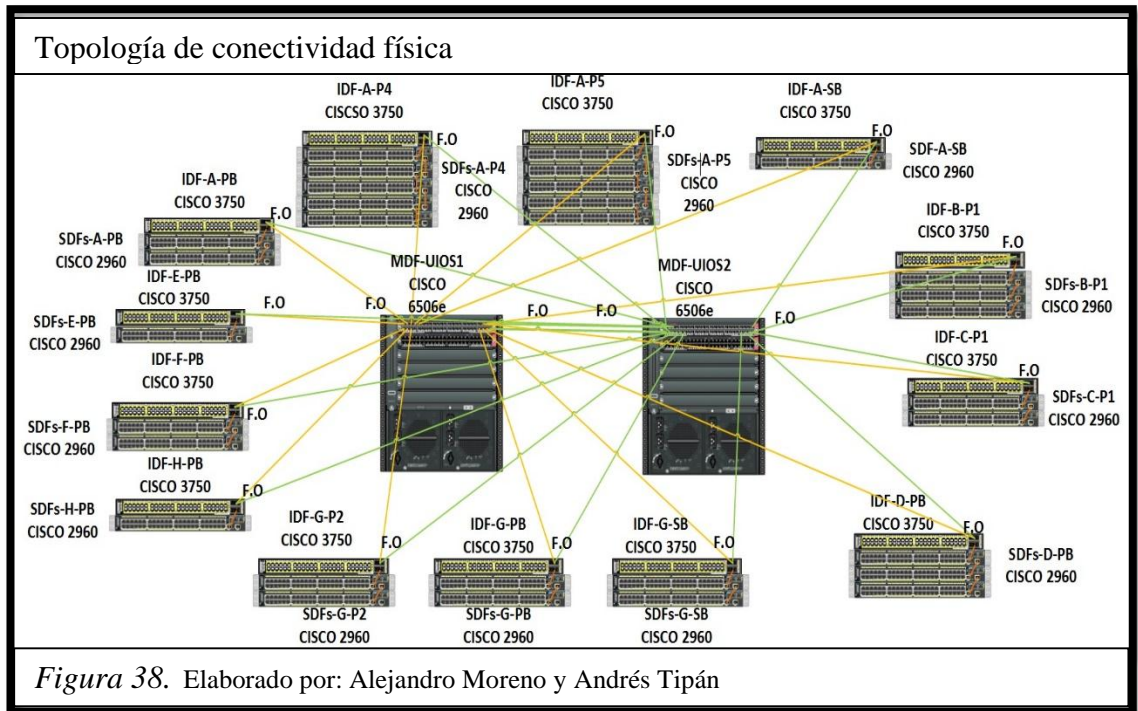 Topología de conectividad física
IDF-A-P4
CISCSO 3750
F.O
SDFs-A-P4
CISCO
2960
IDF-A-P5
CISCO 3750
F.O
SDFs-A-P5
CISCO
2960
IDF-A-SB
CISCO 3750
F.O
SDF-A-SB
CISCO 2960
IDF-A-PB
CISCO 3750
F.O
SDFs-A-PB
CISCO 2960
IDF-B-P1
CISCO 3750
F.O
SDFs-B-P1
CISCO 2960
MDF-UIOS1
CISCO
6506e
F.O
F.O
MDF-UIOS2
CISCO
6506e
F.O
F.O
IDF-E-PB
CISCO 3750
F.O
SDFs-E-PB
CISCO 2960
IDF-C-P1
CISCO 3750
F.O
SDFs-C-P1
CISCO 2960
IDF-F-PB
CISCO 3750
F.O
SDFs-F-PB
CISCO 2960
IDF-H-PB
CISCO 3750
F.O
SDFs-H-PB
CISCO 2960
IDF-G-P2
CISCO 3750
F.O
SDFs-G-P2
CISCO 2960
IDF-G-PB
CISCO 3750
F.O
SDFs-G-PB
CISCO 2960
IDF-G-SB
CISCO 3750
F.O
SDFs-G-SB
CISCO 2960
IDF-D-PB
CISCO 3750
F.O
SDFs-D-PB
CISCO 2960
Figura 38. Elaborado por: Alejandro Moreno y Andrés Tipán